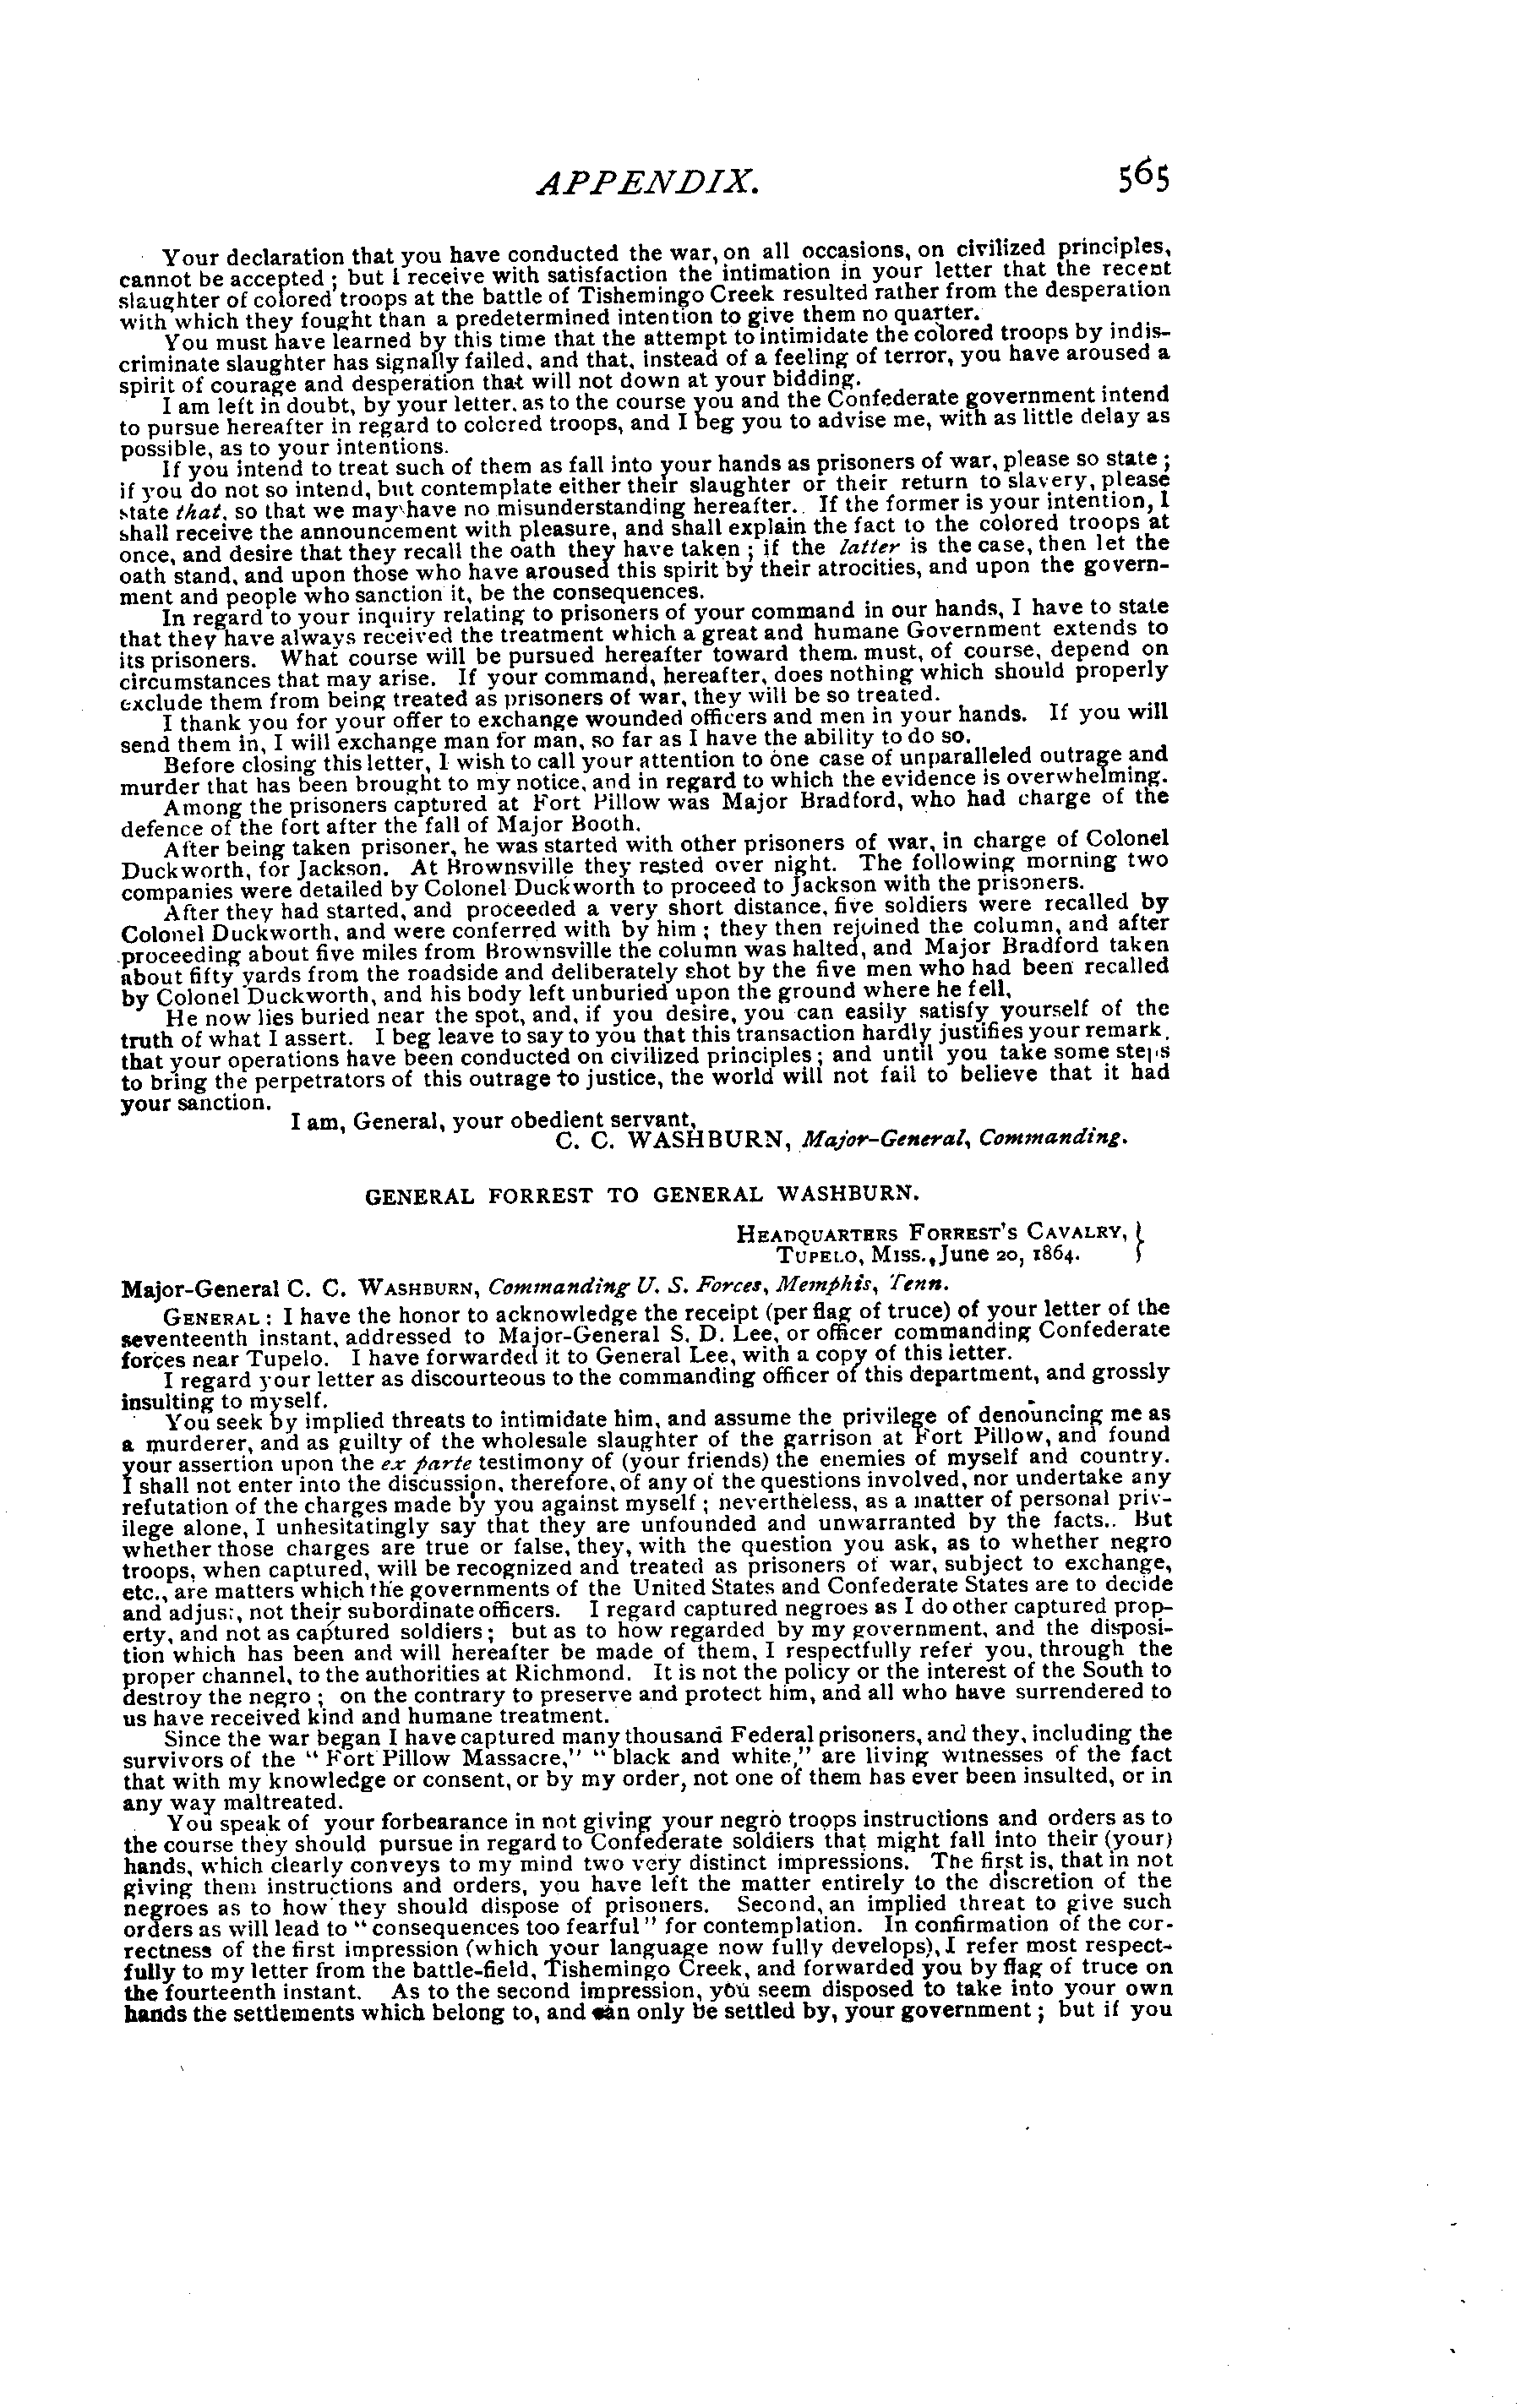 APPENDIX. 565
Your declaration that you have conducted the war, on all occasions, on civilized principles,
cannot be accepted ; but I receive with satisfaction the intimation in your letter that the recent
slaughter of colored troops at the battle of Tishemingo Creek resulted rather from the desperation
with which they fought than a predetermined intention to give them no quarter.
You must have learned by this time that the attempt to intimidate the colored troops by indis-
criminate slaughter has signally failed, and that, instead of a feeling of terror, you have aroused a
spirit of courage and desperation that will not down at your bidding.
I am left in doubt, by your letter, as to the course you and the Confederate government intend
to pursue hereafter in regard to colored troops, and I beg you to advise me, with as little delay as
possible, as to your intentions.
If you intend to treat such of them as fall into your hands as prisoners of war, please so state ;
if you do not so intend, but contemplate either their slaughter or their return to slavery, please
state that, so that we may have no misunderstanding hereafter. If the former is your intention, I
shall receive the announcement with pleasure, and shall explain the fact to the colored troops at
once, and desire that they recall the oath they have taken ; if the latter is the case, then let the
oath stand, and upon those who have aroused this spirit by their atrocities, and upon the govern-
ment and people who sanction it, be the consequences.
In regard to your inquiry relating to prisoners of your command in our hands, I have to state
that they have always received the treatment which a great and humane Government extends to
its prisoners. What course will be pursued hereafter toward them must, of course, depend on
circumstances that may arise. If your command, hereafter, does nothing which should properly
exclude them from being treated as prisoners of war, they will be so treated.
I thank you for your offer to exchange wounded officers and men in your hands. If you will
send them in, I will exchange man for man, so far as I have the ability to do so.
Before closing this letter, I wish to call your attention to one case of unparalleled outrage and
murder that has been brought to my notice, and in regard to which the evidence is overwhelming.
Among the prisoners captured at Fort Pillow was Major Bradford, who had charge of the
defence of the fort after the fall of Major Booth.
After being taken prisoner, he was started with other prisoners of war, in charge of Colonel
Duckworth, for Jackson. At Brownsville they rested over night. The following morning two
companies were detailed by Colonel Duckworth to proceed to Jackson with the prisoners.
After they had started, and proceeded a very short distance, five soldiers were recalled by
Colonel Duckworth, and were conferred with by him ; they then rejoined the column, and after
proceeding about five miles from Brownsville the column was halted, and Major Bradford taken
about fifty yards from the roadside and deliberately shot by the five men who had been recalled
by Colonel Duckworth, and his body left unburied upon the ground where he fell.
He now lies buried near the spot, and, if you desire, you can easily satisfy yourself of the
truth of what I assert. I beg leave to say to you that this transaction hardly justifies your remark,
that your operations have been conducted on civilized principles ; and until you take some steps
to bring the perpetrators of this outrage to justice, the world will not fail to believe that it had
your sanction.
I am, General, your obedient servant,
C. C. WASHBURN, Major-General, Commanding.
GENERAL FORREST TO GENERAL WASHBURN.
HEADQUARTERS FORREST'S CAVALRY, }
TUPELO, MISS., June 20, 1864.
Major-General C. C. WASHBURN, Commanding U. S. Forces, Memphis, Tenn.
GENERAL : I have the honor to acknowledge the receipt (per flag of truce) of your letter of the
seventeenth instant, addressed to Major-General S. D. Lee, or officer commanding Confederate
forces near Tupelo. I have forwarded it to General Lee, with a copy of this letter.
I regard your letter as discourteous to the commanding officer of this department, and grossly
insulting to myself.
You seek by implied threats to intimidate him, and assume the privilege of denouncing me as
a murderer, and as guilty of the wholesale slaughter of the garrison at Fort Pillow, and found
your assertion upon the ex parte testimony of (your friends) the enemies of myself and country.
I shall not enter into the discussion, therefore, of any of the questions involved, nor undertake any
refutation of the charges made by you against myself ; nevertheless, as a matter of personal priv-
ilege alone, I unhesitatingly say that they are unfounded and unwarranted by the facts.. But
whether those charges are true or false, they, with the question you ask, as to whether negro
troops, when captured, will be recognized and treated as prisoners of war, subject to exchange,
etc., are matters which the governments of the United States and Confederate States are to decide
and adjust, not their subordinate officers. I regard captured negroes as I do other captured prop-
erty, and not as captured soldiers ; but as to how regarded by my government, and the disposi-
tion which has been and will hereafter be made of them, I respectfully refer you, through the
proper channel, to the authorities at Richmond. It is not the policy or the interest of the South to
destroy the negro ; on the contrary to preserve and protect him, and all who have surrendered to
us have received kind and humane treatment.
Since the war began I have captured many thousand Federal prisoners, and they, including the
survivors of the "Fort Pillow Massacre," "black and white," are living witnesses of the fact
that with my knowledge or consent, or by my order, not one of them has ever been insulted, or in
any way maltreated.
You speak of your forbearance in not giving your negro troops instructions and orders as to
the course they should pursue in regard to Confederate soldiers that might fall into their (your)
hands, which clearly conveys to my mind two very distinct impressions. The first is, that in not
giving them instructions and orders, you have left the matter entirely to the discretion of the
negroes as to how they should dispose of prisoners. Second, an implied threat to give such
orders as will lead to "consequences too fearful" for contemplation. In confirmation of the cor-
rectness of the first impression (which your language now fully develops), I refer most respect-
fully to my letter from the battle-field, Tishemingo Creek, and forwarded you by flag of truce on
the fourteenth instant. As to the second impression, you seem disposed to take into your own
hands the settlements which belong to, and can only be settled by, your government ; but if you